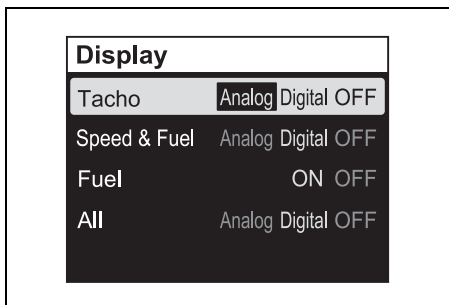 Display
Tacho Analog Digital OFF
Speed & Fuel Analog Digital OFF
Fuel ON OFF
All Analog Digital OFF